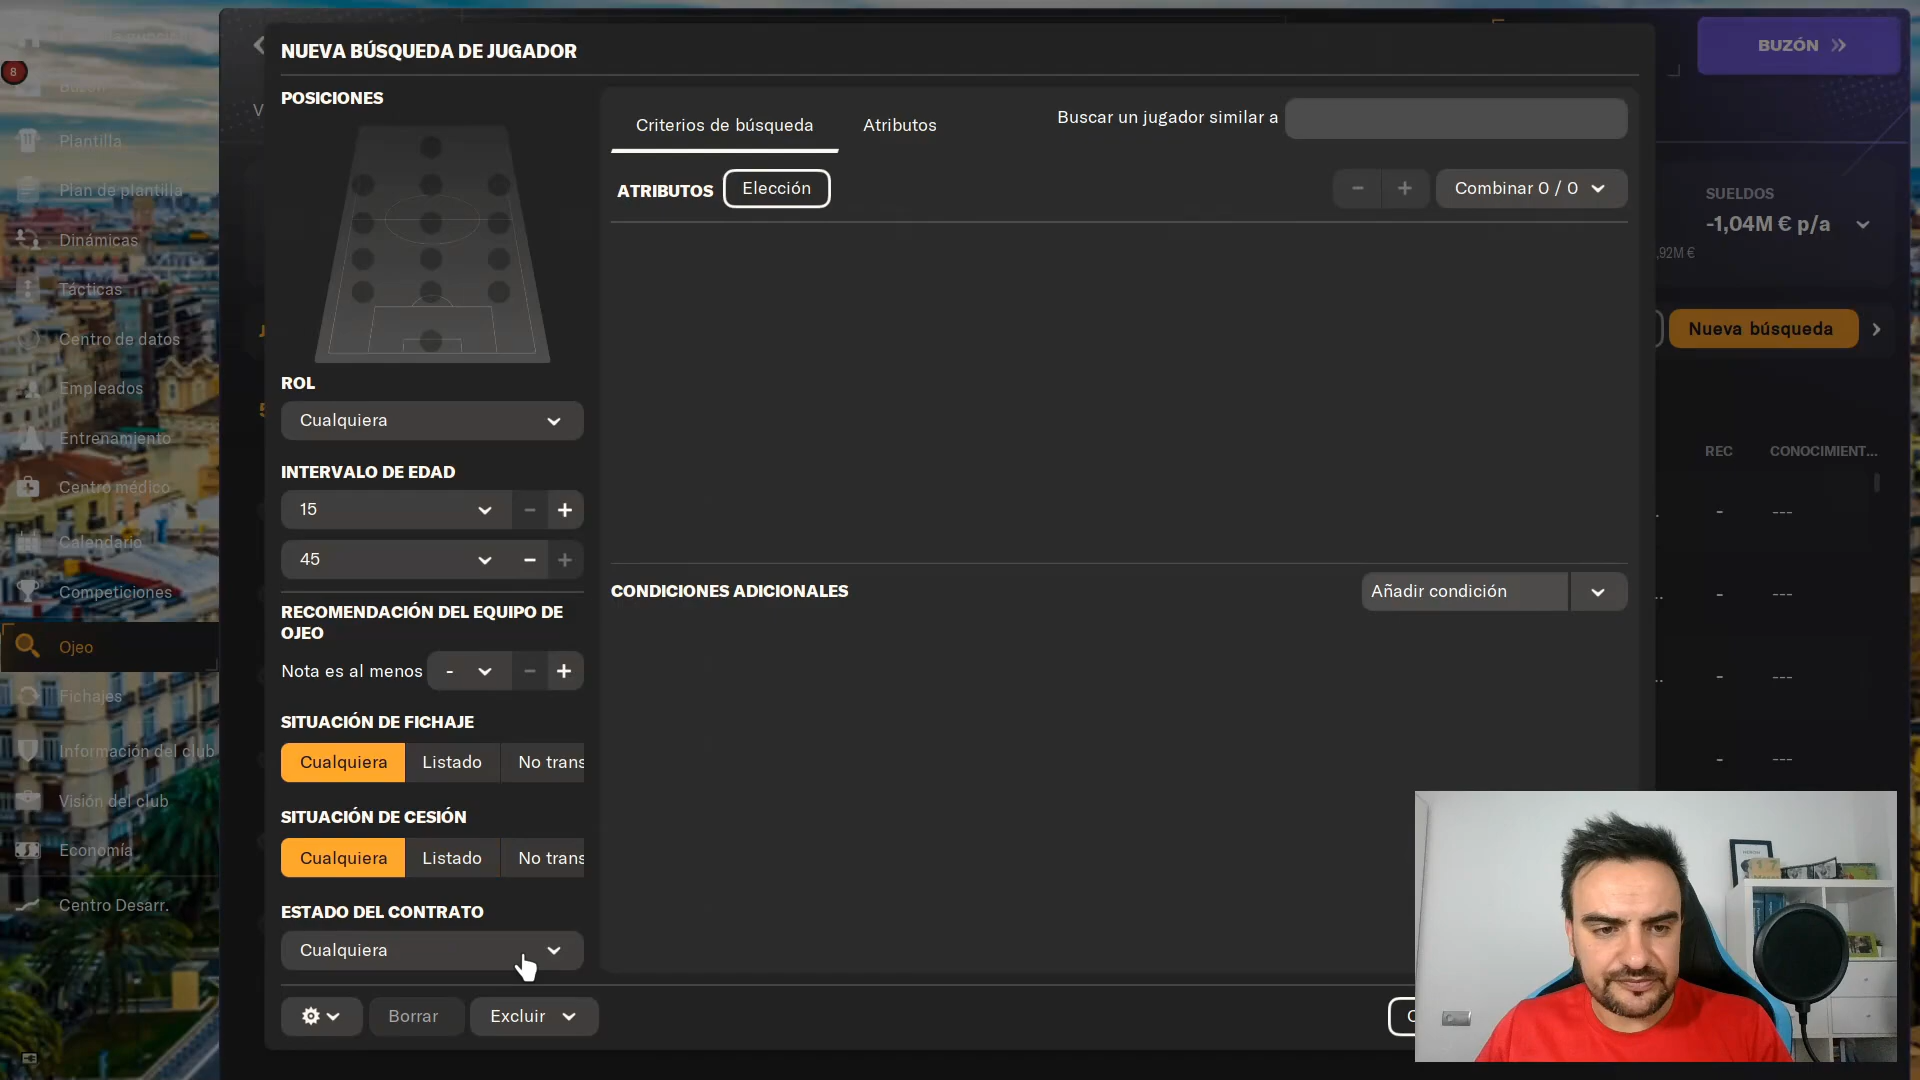 8
Buzón
Plantilla
Plan de plantilla
Dinámicas
Tácticas
Centro de datos
Empleados
Entrenamiento
Centro médico
Calendario
Competiciones
Ojeo
Fichajes
Información del club
Visión del club
Economía
Centro Desarr.
NUEVA BÚSQUEDA DE JUGADOR
POSICIONES
ROL
Cualquiera
INTERVALO DE EDAD
15
45
RECOMENDACIÓN DEL EQUIPO DE
OJEO
Nota es al menos -
SITUACIÓN DE FICHAJE
Cualquiera Listado No trans
SITUACIÓN DE CESIÓN
Cualquiera Listado No trans
ESTADO DEL CONTRATO
Cualquiera
Borrar Excluir
Criterios de búsqueda Atributos
Buscar un jugador similar a
ATRIBUTOS Elección
Combinar 0 / 0
CONDICIONES ADICIONALES
Añadir condición
BUZÓN
SUELDOS
-1,04M € p/a
,92M €
Nueva búsqueda
REC CONOCIMIENT...
- ---
- ---
- ---
- ---